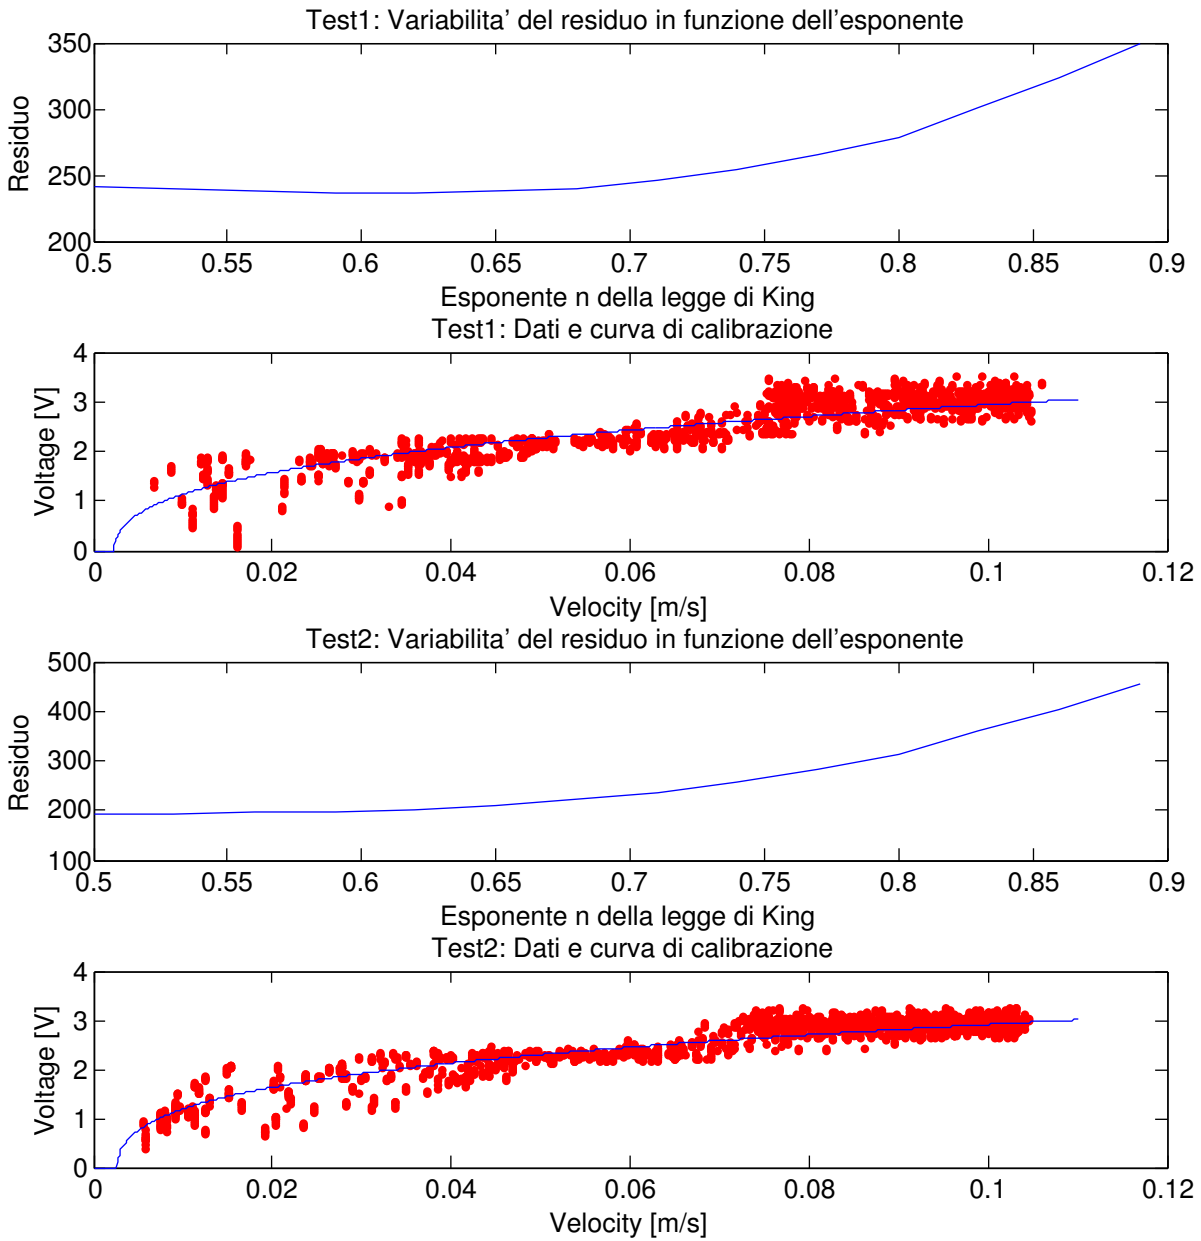 Test1: Variabilita' del residuo in funzione dell'esponente
350
300
250
200
Residuo
0.5 0.55 0.6 0.65 0.7 0.75 0.8 0.85 0.9
Esponente n della legge di King
Test1: Dati e curva di calibrazione
4
3
2
1
0
Voltage [V]
0 0.02 0.04 0.06 0.08 0.1 0.12
Velocity [m/s]
Test2: Variabilita' del residuo in funzione dell'esponente
500
400
300
200
100
Residuo
0.5 0.55 0.6 0.65 0.7 0.75 0.8 0.85 0.9
Esponente n della legge di King
Test2: Dati e curva di calibrazione
4
3
2
1
0
Voltage [V]
0 0.02 0.04 0.06 0.08 0.1 0.12
Velocity [m/s]